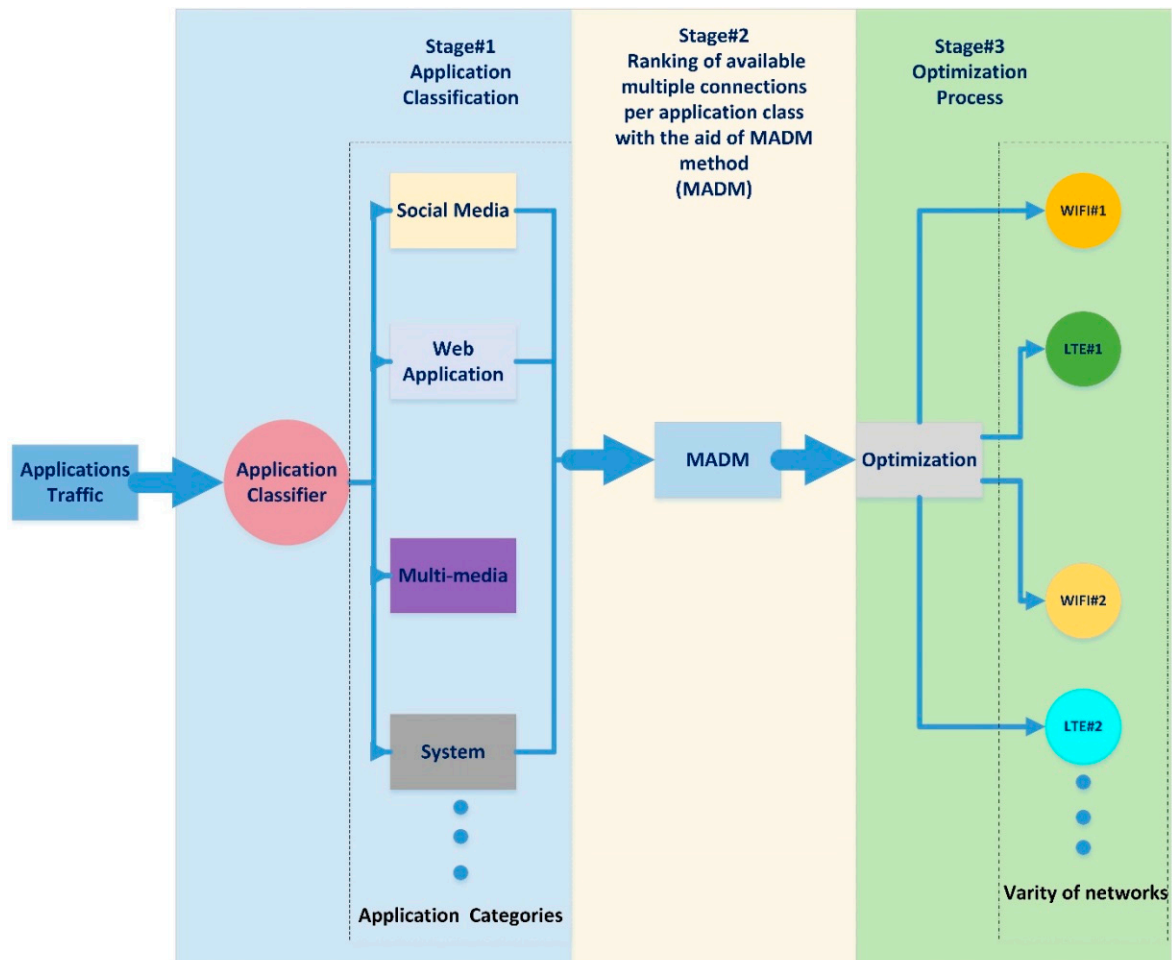 Stage#1
Application
Classification
Stage#2
Ranking of available
multiple connections
per application class
with the aid of MADM
method
(MADM)
Stage#3
Optimization
Process
Applications
Traffic
Application
Classifier
Social Media
Web
Application
Multi-media
System
Application Categories
MADM
Optimization
WIFI#1
LTE#1
WIFI#2
LTE#2
Varity of networks